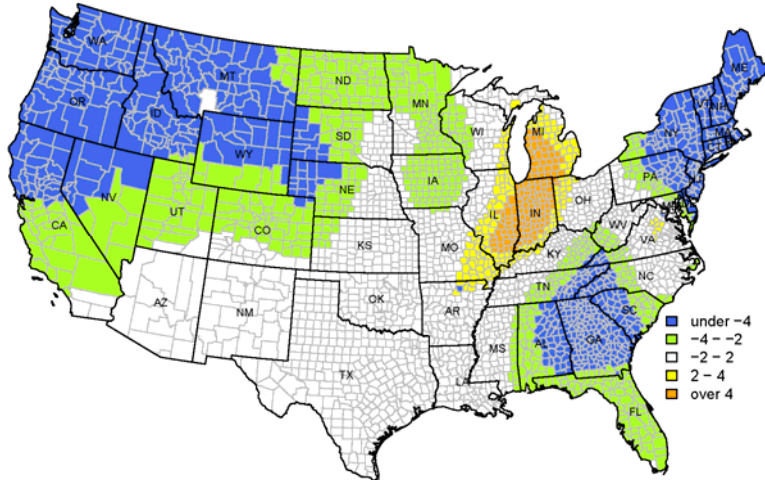 WA
MT
ND
MN
ME
OR
ID
SD
WI
MI
VT
NH
NY
MA
CT
WY
NE
IA
PA
NJ
NV
UT
CO
IL
IN
OH
CA
KS
MO
KY
WV
VA
AZ
NM
OK
AR
TN
NC
SC
MS
AL
GA
TX
LA
FL
under −4
−4 – −2
−2 – 2
2 – 4
over 4